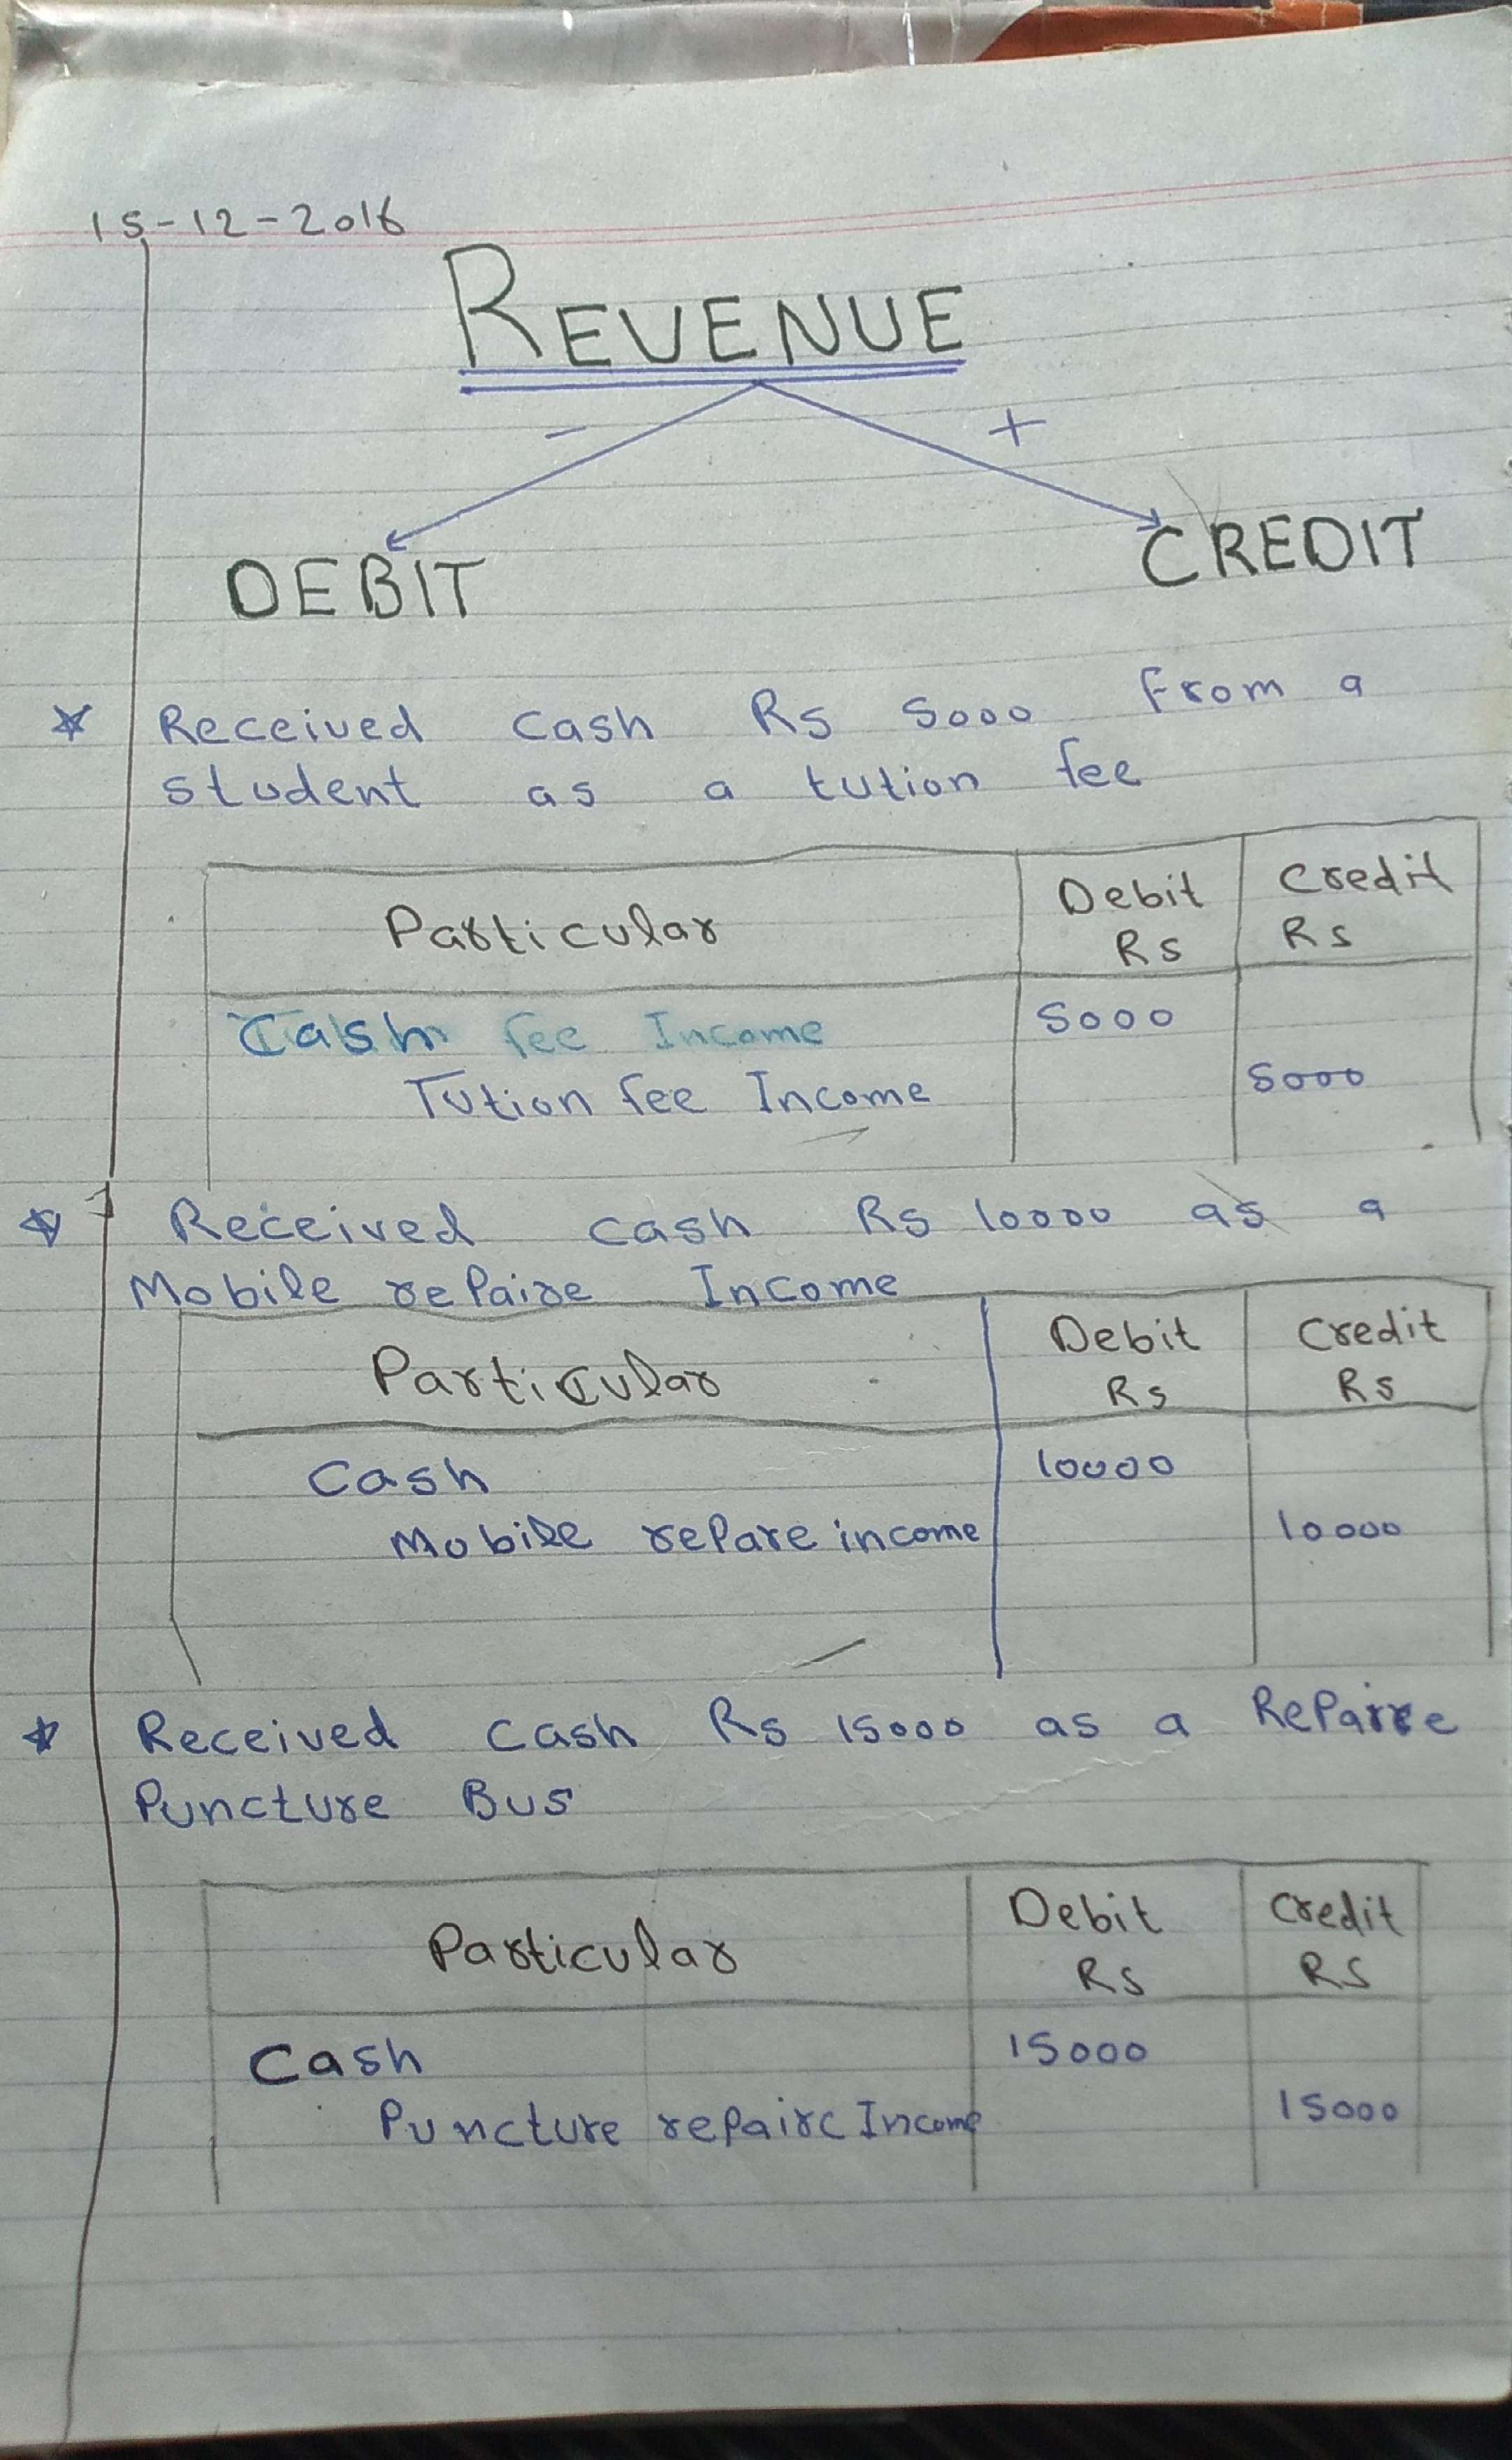 15-12-2016
REVENUE
- +
DEBIT CREDIT
Received cash Rs 5000 from a
student as a tution fee
Particular Debit Rs Credit Rs
Cash fee Income 5000
Tution fee Income 5000
Received cash Rs 10000 as a
Mobile repaire Income
Particular Debit Rs Credit Rs
Cash 10000
Mobile repare income 10000
Received cash Rs 15000 as a Reparre
Puncture Bus
Particular Debit Rs Credit Rs
Cash 15000
Puncture repaire Income 15000